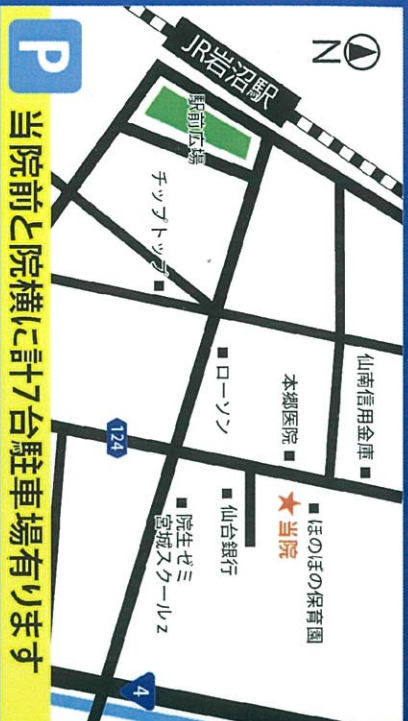 N
JR岩沼駅
駅前広場
チップトップ
仙南信用金庫
本郷医院
ローソン
ほのぼの保育園
当院
仙台銀行
院生ゼミ
宮城スクールz
124
4
P
当院前と院横に計7台駐車場有ります